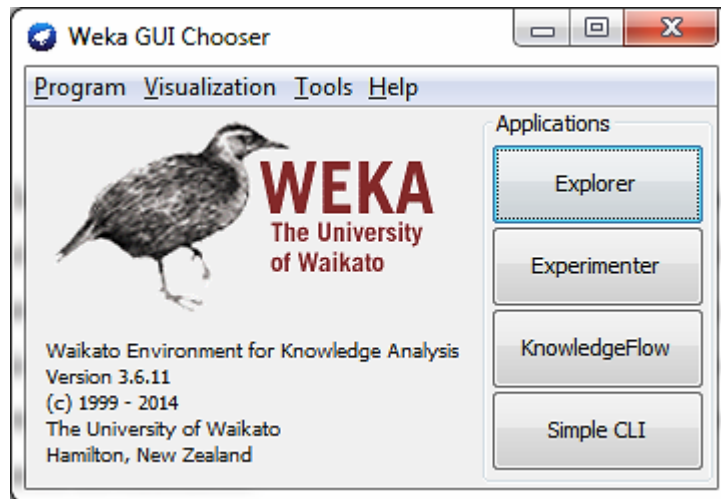 Weka GUI Chooser
Program Visualization Tools Help
WEKA
The University
of Waikato
Waikato Environment for Knowledge Analysis
Version 3.6.11
(c) 1999 - 2014
The University of Waikato
Hamilton, New Zealand
Applications
Explorer
Experimenter
KnowledgeFlow
Simple CLI